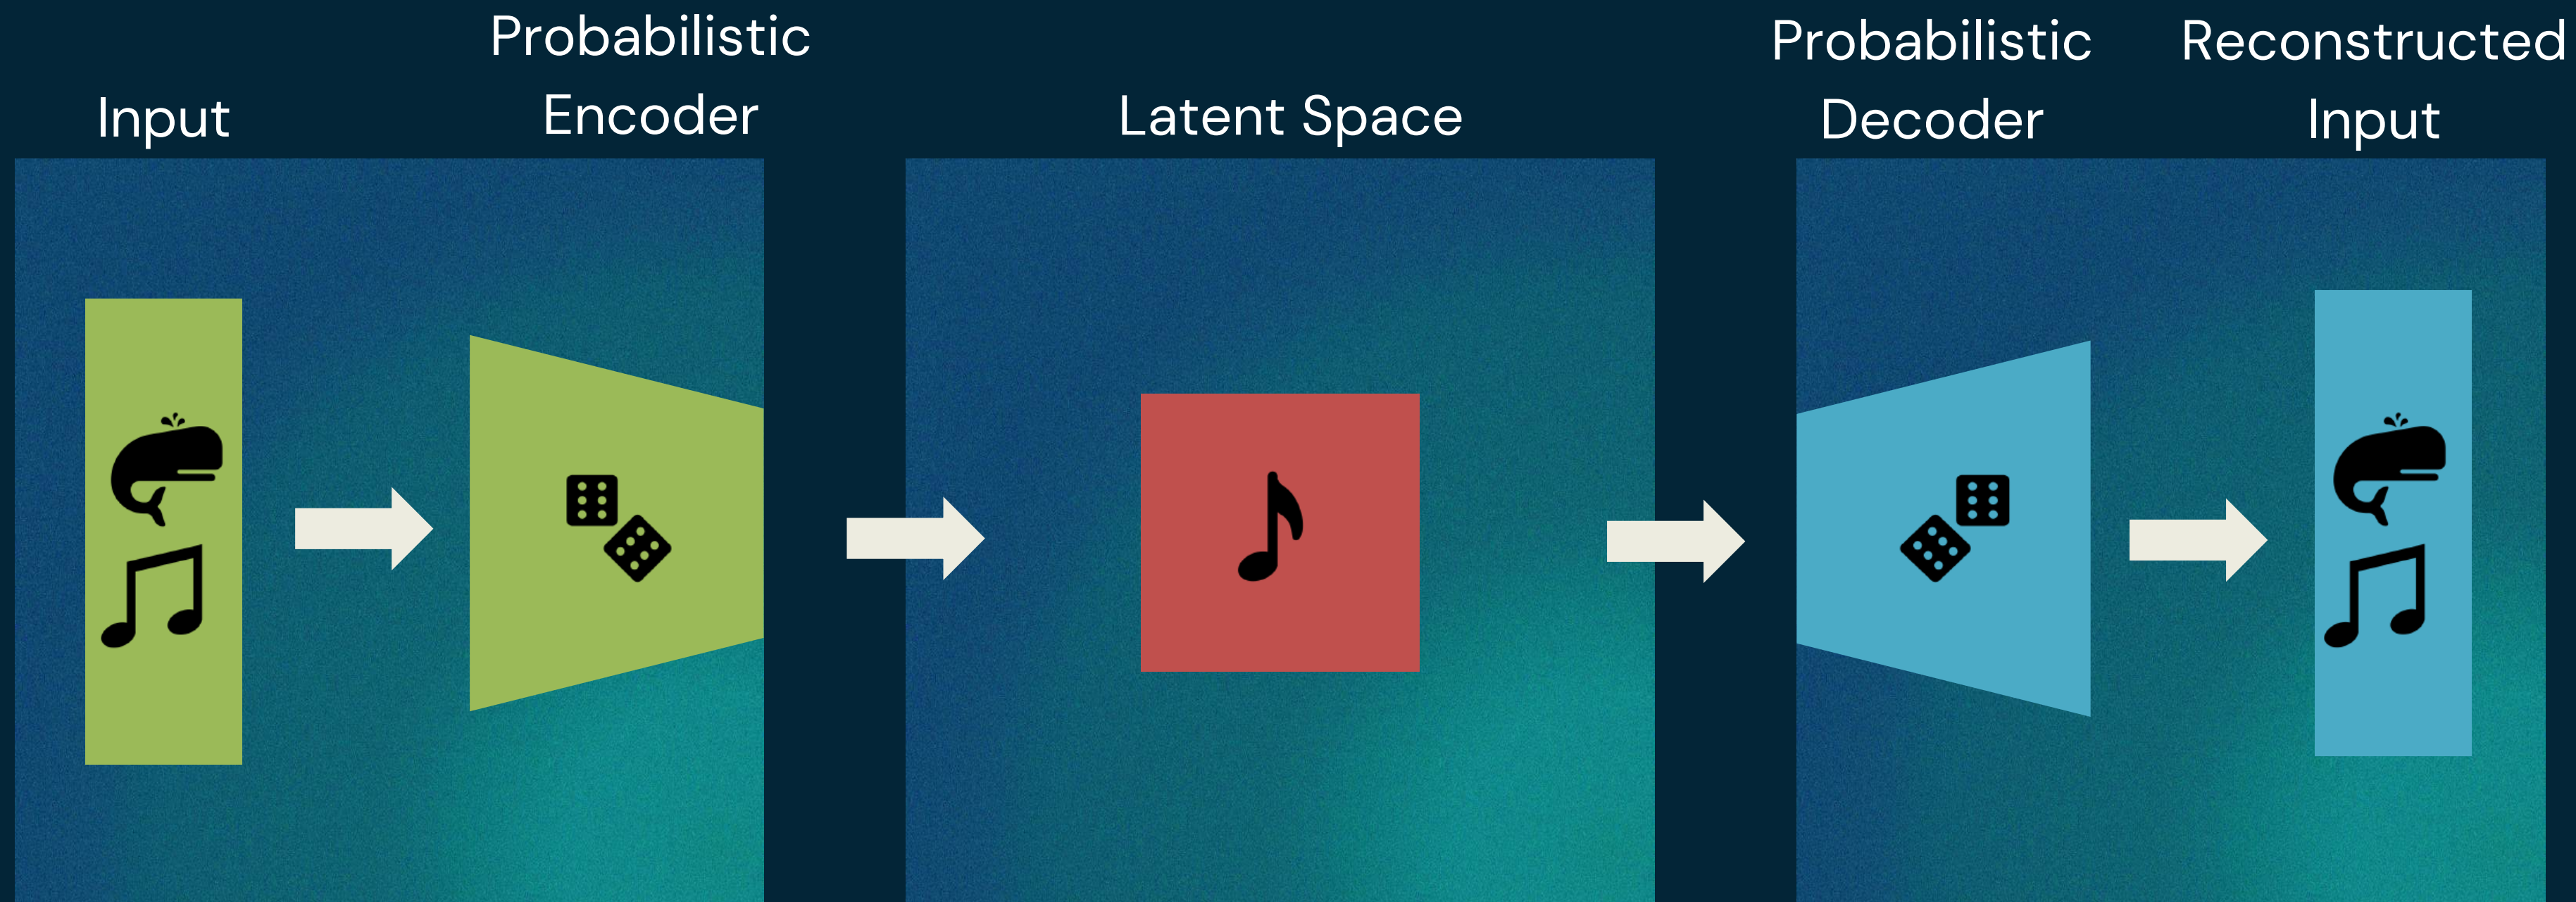 Input
Probabilistic
Encoder
Latent Space
Probabilistic
Decoder
Reconstructed
Input